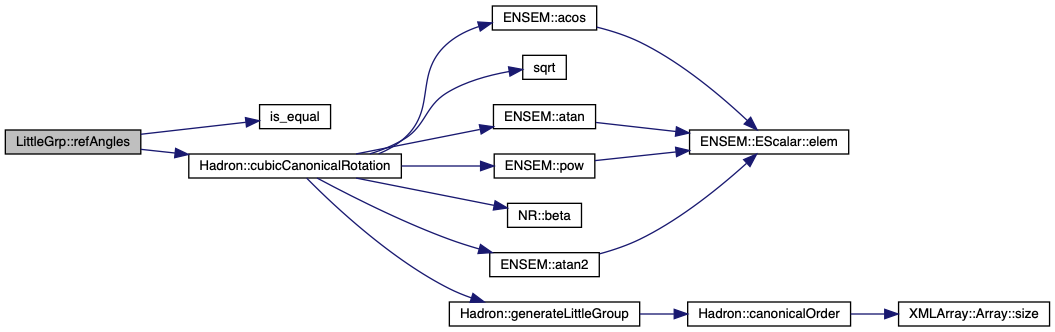 LittleGrp::refAngles
is_equal
Hadron::cubicCanonicalRotation
ENSEM::acos
sqrt
ENSEM::atan
ENSEM::pow
NR::beta
ENSEM::atan2
Hadron::generateLittleGroup
ENSEM::EScalar::elem
Hadron::canonicalOrder
XMLArray::Array::size